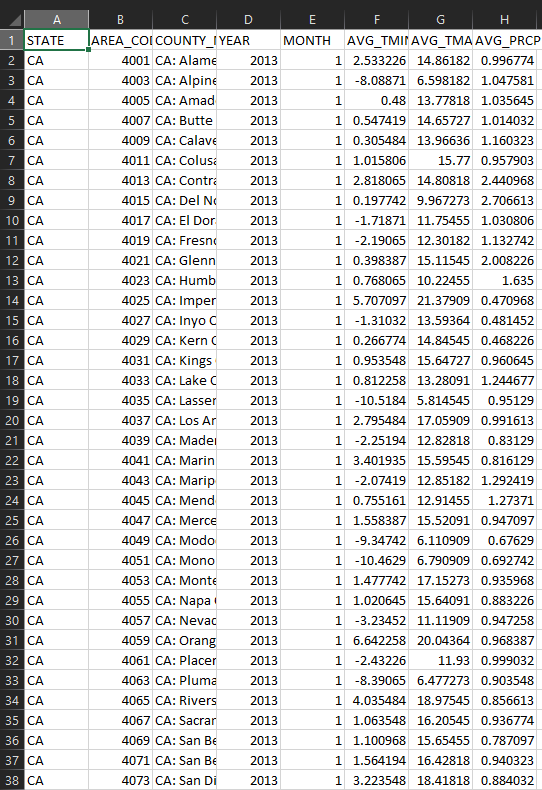 A B C D E F G H
1 STATE AREA_COI COUNTY_I YEAR MONTH AVG_TMIN AVG_TMA AVG_PRCP
2 CA 4001 CA: Alame 2013 1 2.533226 14.86182 0.996774
3 CA 4003 CA: Alpine 2013 1 -8.08871 6.598182 1.047581
4 CA 4005 CA: Amad 2013 1 0.48 13.77818 1.035645
5 CA 4007 CA: Butte 2013 1 0.547419 14.65727 1.014032
6 CA 4009 CA: Calave 2013 1 0.305484 13.96636 1.160323
7 CA 4011 CA: Colusa 2013 1 1.015806 15.77 0.957903
8 CA 4013 CA: Contra 2013 1 2.818065 14.80818 2.440968
9 CA 4015 CA: Del No 2013 1 0.197742 9.967273 2.706613
10 CA 4017 CA: El Dor 2013 1 -1.71871 11.75455 1.030806
11 CA 4019 CA: Fresno 2013 1 -2.19065 12.30182 1.132742
12 CA 4021 CA: Glenn 2013 1 0.398387 15.11545 2.008226
13 CA 4023 CA: Humb 2013 1 0.768065 10.22455 1.635
14 CA 4025 CA: Imper 2013 1 5.707097 21.37909 0.470968
15 CA 4027 CA: Inyo C 2013 1 -1.31032 13.59364 0.481452
16 CA 4029 CA: Kern C 2013 1 0.266774 14.84545 0.468226
17 CA 4031 CA: Kings 2013 1 0.953548 15.64727 0.960645
18 CA 4033 CA: Lake C 2013 1 0.812258 13.28091 1.244677
19 CA 4035 CA: Lassen 2013 1 -10.5184 5.814545 0.95129
20 CA 4037 CA: Los An 2013 1 2.795484 17.05909 0.991613
21 CA 4039 CA: Mader 2013 1 -2.25194 12.82818 0.83129
22 CA 4041 CA: Marin 2013 1 3.401935 15.59545 0.816129
23 CA 4043 CA: Marip 2013 1 -2.07419 12.85182 1.292419
24 CA 4045 CA: Mend 2013 1 0.755161 12.91455 1.27371
25 CA 4047 CA: Merce 2013 1 1.558387 15.52091 0.947097
26 CA 4049 CA: Modo 2013 1 -9.34742 6.110909 0.67629
27 CA 4051 CA: Mono 2013 1 -10.4629 6.790909 0.692742
28 CA 4053 CA: Monte 2013 1 1.477742 17.15273 0.935968
29 CA 4055 CA: Napa 2013 1 1.020645 15.64091 0.883226
30 CA 4057 CA: Nevad 2013 1 -3.23452 11.11909 0.947258
31 CA 4059 CA: Orang 2013 1 6.642258 20.04364 0.968387
32 CA 4061 CA: Placer 2013 1 -2.43226 11.93 0.999032
33 CA 4063 CA: Pluma 2013 1 -8.39065 6.477273 0.903548
34 CA 4065 CA: Rivers 2013 1 4.035484 18.97545 0.856613
35 CA 4067 CA: Sacrar 2013 1 1.063548 16.20545 0.936774
36 CA 4069 CA: San Be 2013 1 1.100968 15.65455 0.787097
37 CA 4071 CA: San Be 2013 1 1.564194 16.42818 0.940323
38 CA 4073 CA: San Di 2013 1 3.223548 18.41818 0.884032